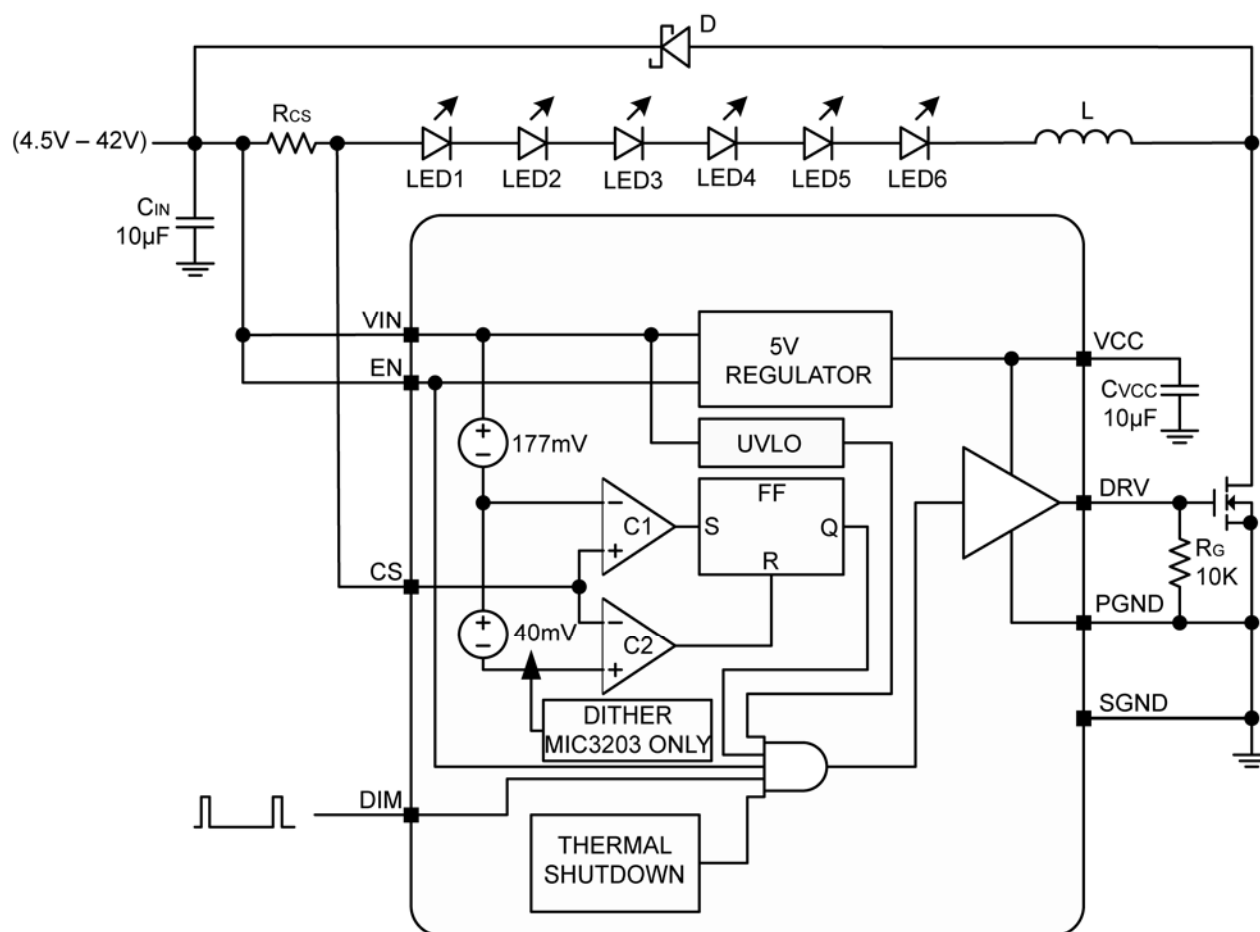 D
RCS
L
(4.5V – 42V)
LED1
LED2
LED3
LED4
LED5
LED6
CIN
10µF
VIN
EN
5V
REGULATOR
VCC
CVCC
10µF
+
−
177mV
UVLO
FF
S
Q
R
−
C1
+
DRV
RG
10K
CS
+
−
40mV
−
C2
+
PGND
DITHER
MIC3203 ONLY
SGND
DIM
THERMAL
SHUTDOWN